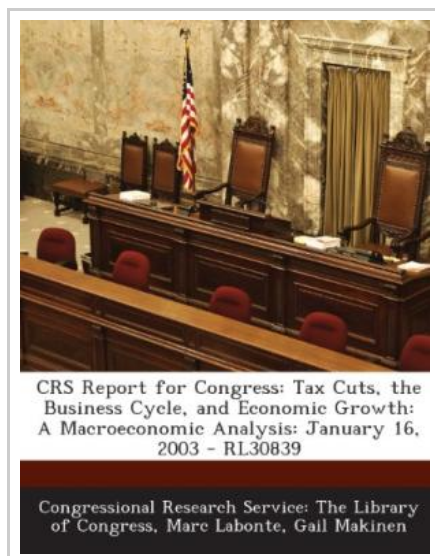 CRS Report for Congress: Tax Cuts, the
Business Cycle, and Economic Growth:
A Macroeconomic Analysis: January 16,
2003 - RL30839
Congressional Research Service: The Library
of Congress, Marc Labonte, Gail Makinen